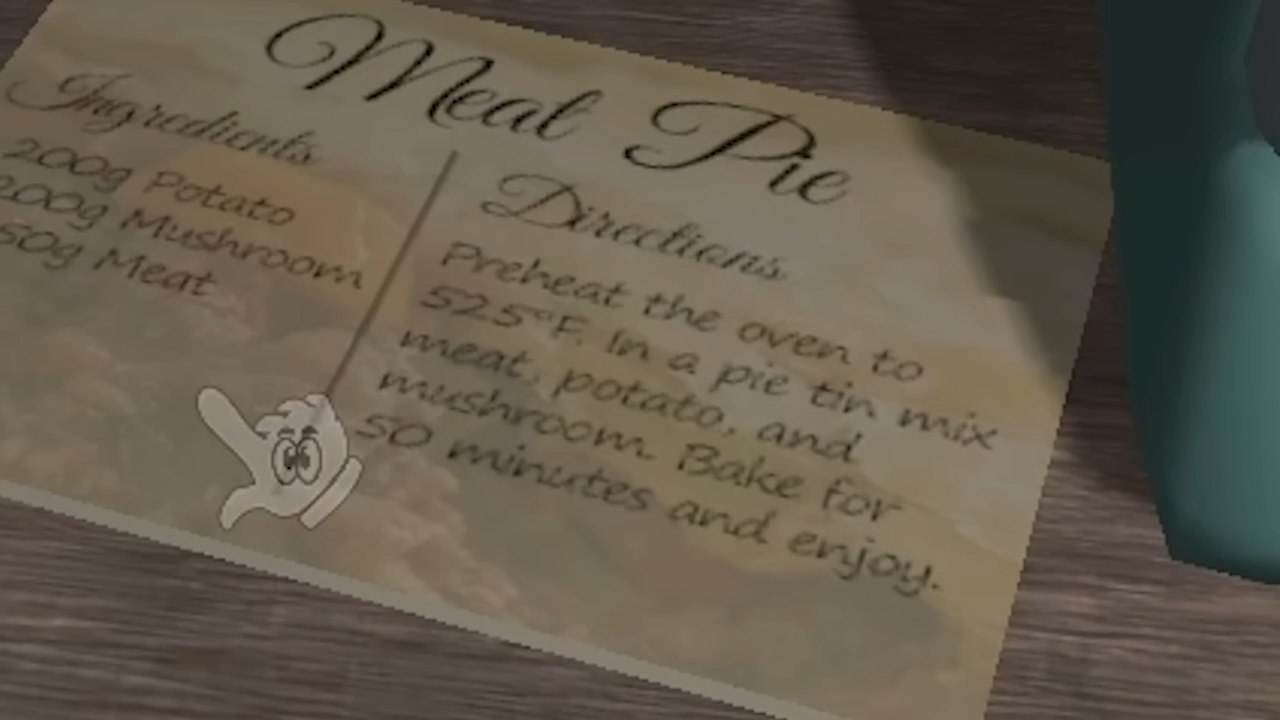 Meat Pie
Ingredients
200g Potato
200g Mushroom
50g Meat
Directions
Preheat the oven to
525°F. In a pie tin mix
meat, potato, and
mushroom. Bake for
50 minutes and enjoy.